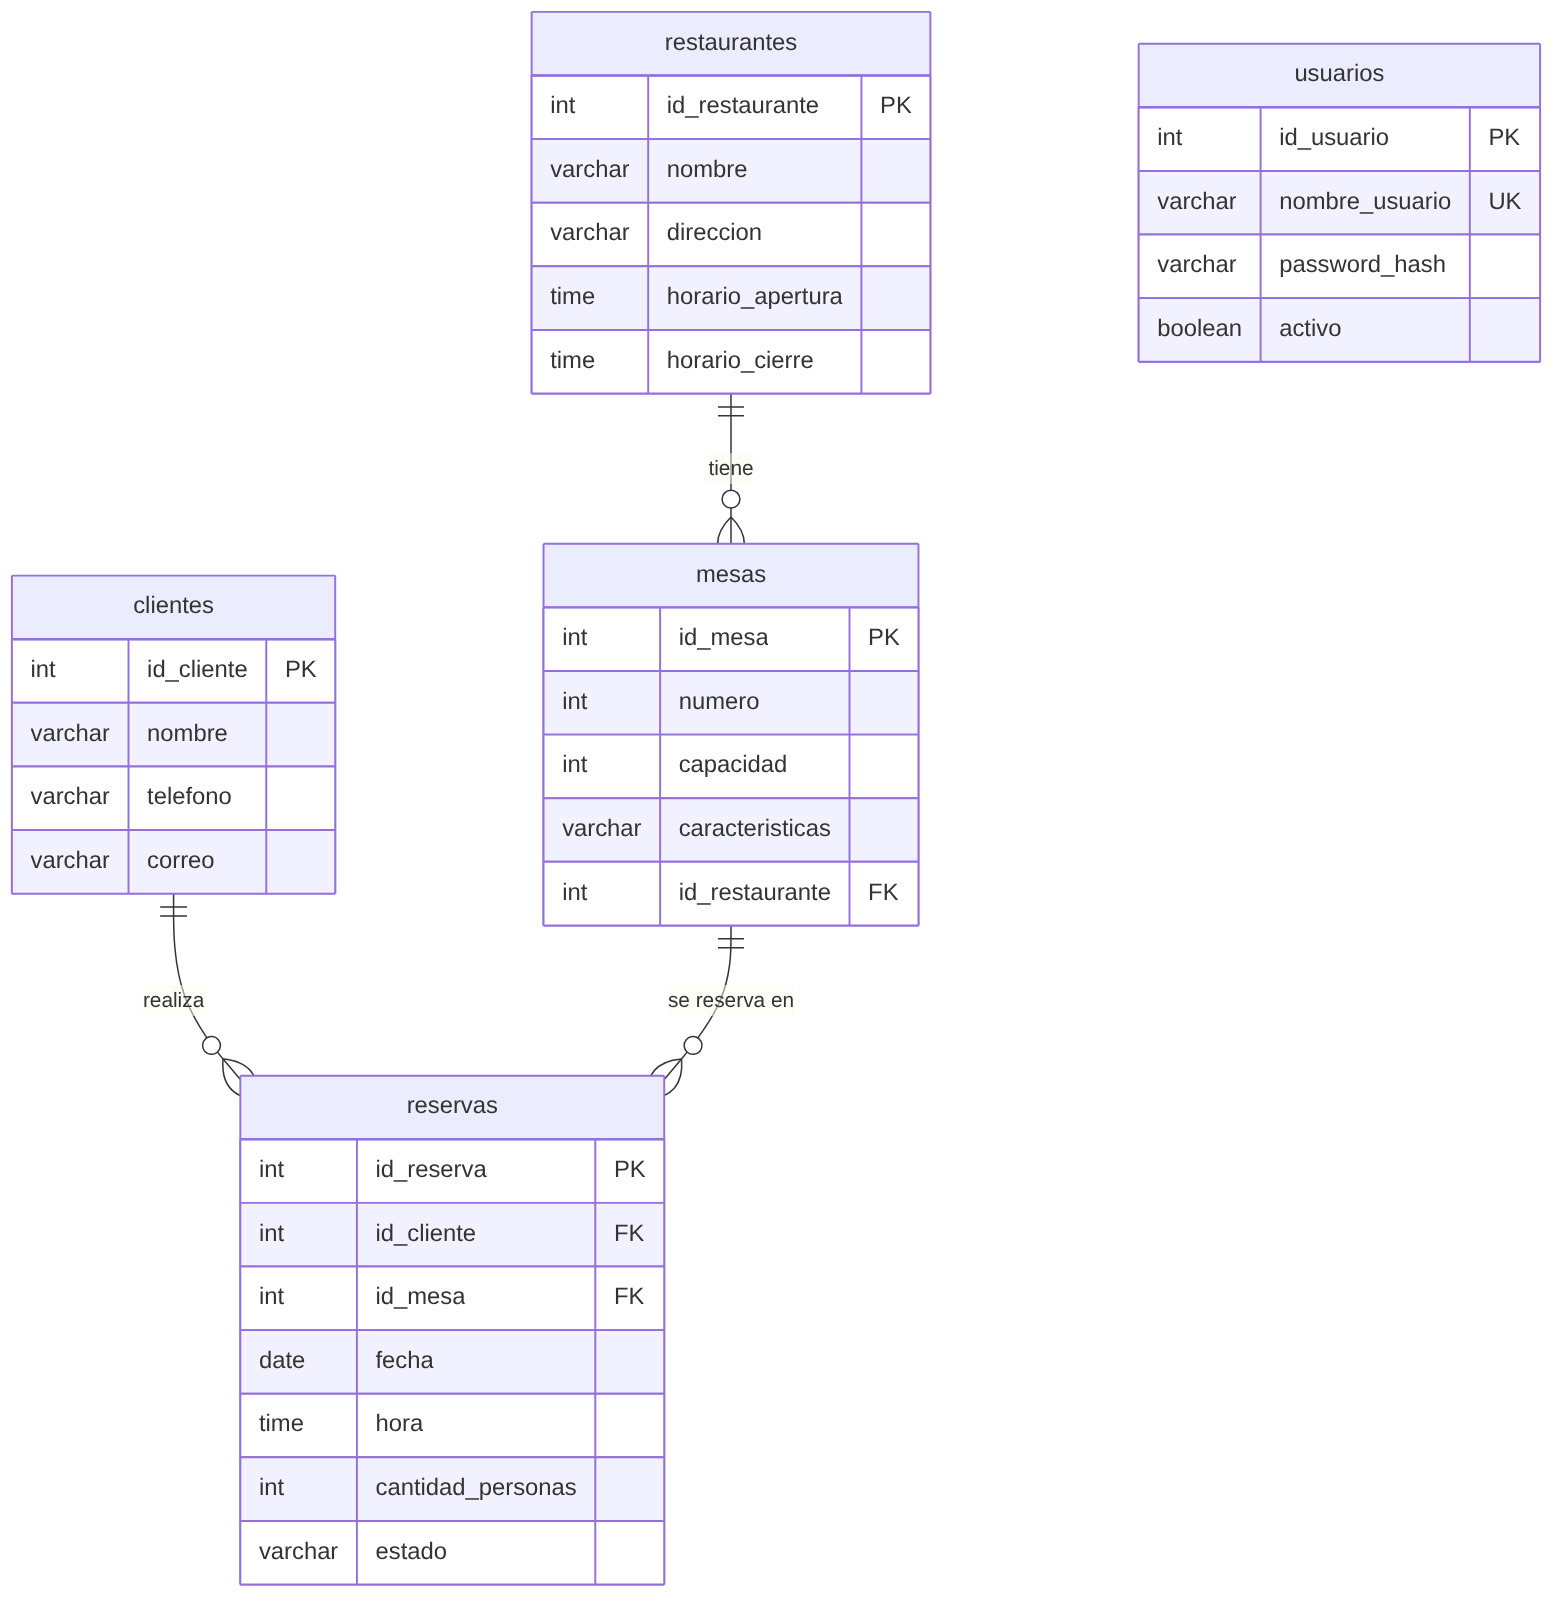 restaurantes
int id_restaurante PK
varchar nombre
varchar direccion
time horario_apertura
time horario_cierre
usuarios
int id_usuario PK
varchar nombre_usuario UK
varchar password_hash
boolean activo
tiene
clientes
int id_cliente PK
varchar nombre
varchar telefono
varchar correo
mesas
int id_mesa PK
int numero
int capacidad
varchar caracteristicas
int id_restaurante FK
realiza
se reserva en
reservas
int id_reserva PK
int id_cliente FK
int id_mesa FK
date fecha
time hora
int cantidad_personas
varchar estado